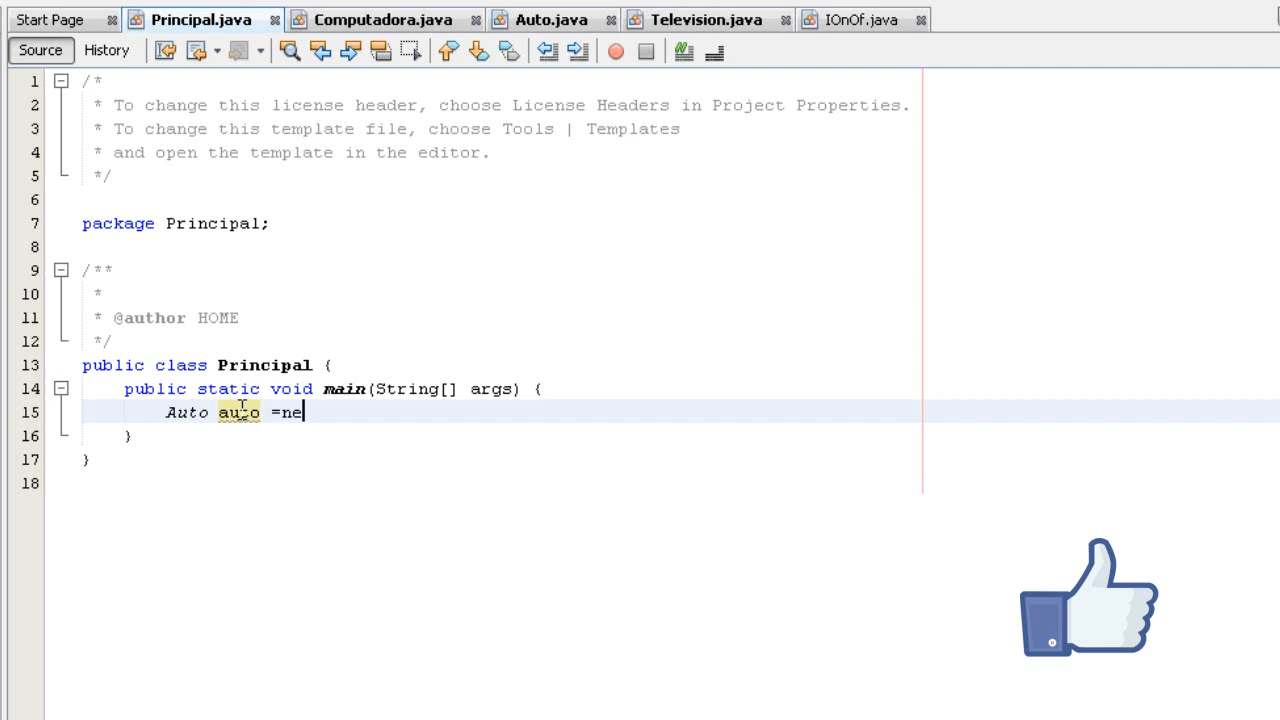 Start Page Principal.java Computadora.java Auto.java Television.java IOnOf.java
Source History
1 /*
2 * To change this license header, choose License Headers in Project Properties.
3 * To change this template file, choose Tools | Templates
4 * and open the template in the editor.
5 */
6
7 package Principal;
8
9 /**
10 *
11 * @author HOME
12 */
13 public class Principal {
14 public static void main(String[] args) {
15 Auto auto =ne
16 }
17 }
18